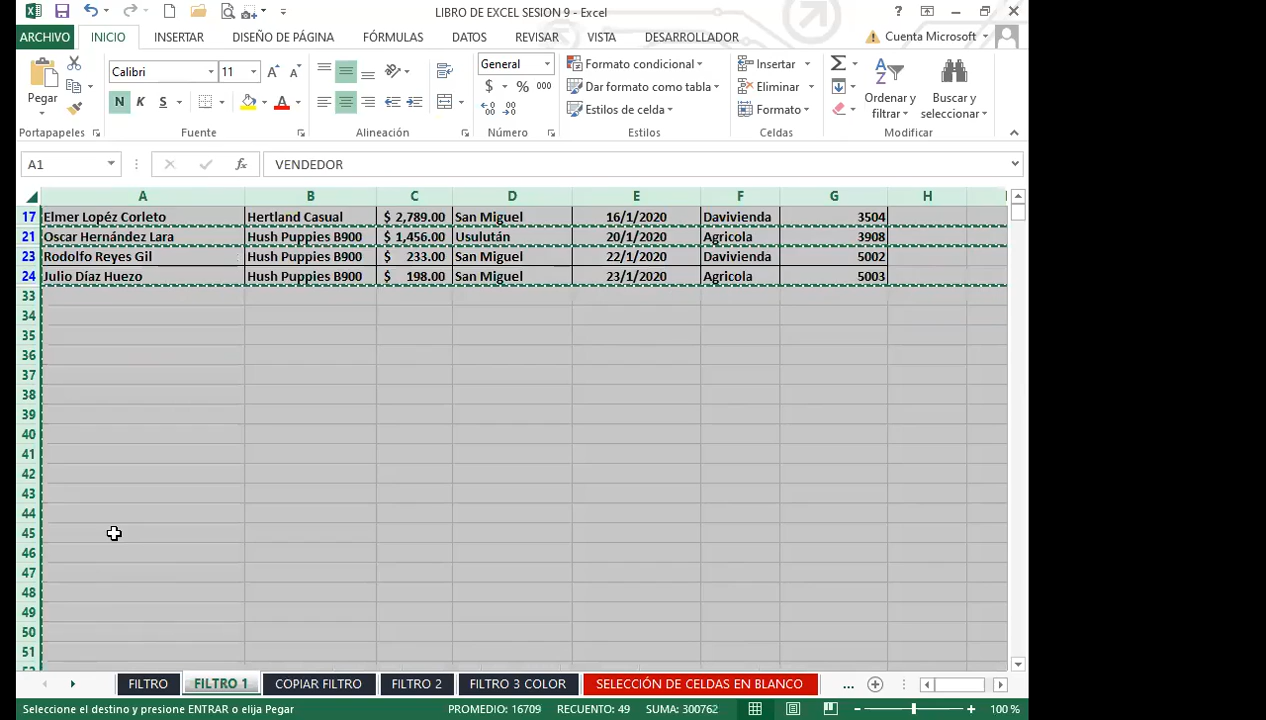 LIBRO DE EXCEL SESION 9 - Excel
ARCHIVO INICIO INSERTAR DISEÑO DE PÁGINA FÓRMULAS DATOS REVISAR VISTA DESARROLLADOR Cuenta Microsoft
Pegar
Calibri 11
N K S
General
$ % 000
Formato condicional
Dar formato como tabla
Estilos de celda
Insertar
Eliminar
Formato
Ordenar y filtrar
Buscar y seleccionar
Portapapeles Fuente Alineación Número Estilos Celdas Modificar
A1 fx VENDEDOR
A B C D E F G H
17 Elmer Lopéz Corleto Hertland Casual $ 2,789.00 San Miguel 16/1/2020 Davivienda 3504
21 Oscar Hernández Lara Hush Puppies B900 $ 1,456.00 Usulután 20/1/2020 Agricola 3908
23 Rodolfo Reyes Gil Hush Puppies B900 $ 233.00 San Miguel 22/1/2020 Davivienda 5002
24 Julio Díaz Huezo Hush Puppies B900 $ 198.00 San Miguel 23/1/2020 Agricola 5003
33
34
35
36
37
38
39
40
41
42
43
44
45
46
47
48
49
50
51
FILTRO FILTRO 1 COPIAR FILTRO FILTRO 2 FILTRO 3 COLOR SELECCIÓN DE CELDAS EN BLANCO ...
Seleccione el destino y presione ENTRAR o elija Pegar PROMEDIO: 16709 RECUENTO: 49 SUMA: 300762 100 %